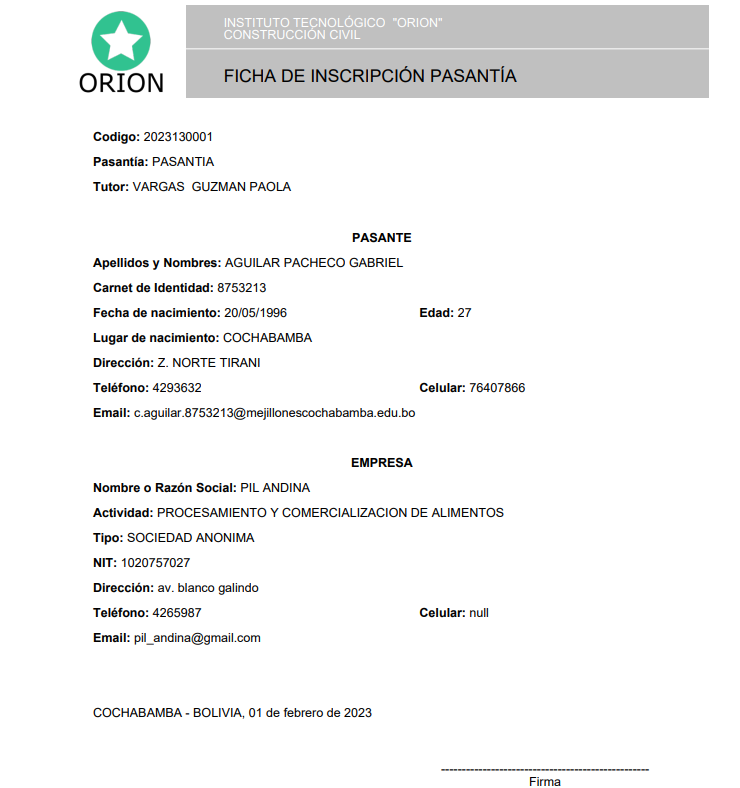 INSTITUTO TECNOLÓGICO "ORION"
CONSTRUCCIÓN CIVIL
ORION
FICHA DE INSCRIPCIÓN PASANTÍA
Codigo: 2023130001
Pasantía: PASANTIA
Tutor: VARGAS GUZMAN PAOLA
PASANTE
Apellidos y Nombres: AGUILAR PACHECO GABRIEL
Carnet de Identidad: 8753213
Fecha de nacimiento: 20/05/1996 Edad: 27
Lugar de nacimiento: COCHABAMBA
Dirección: Z. NORTE TIRANI
Teléfono: 4293632 Celular: 76407866
Email: c.aguilar.8753213@mejillonescochabamba.edu.bo
EMPRESA
Nombre o Razón Social: PIL ANDINA
Actividad: PROCESAMIENTO Y COMERCIALIZACION DE ALIMENTOS
Tipo: SOCIEDAD ANONIMA
NIT: 1020757027
Dirección: av. blanco galindo
Teléfono: 4265987 Celular: null
Email: pil_andina@gmail.com
COCHABAMBA - BOLIVIA, 01 de febrero de 2023
Firma